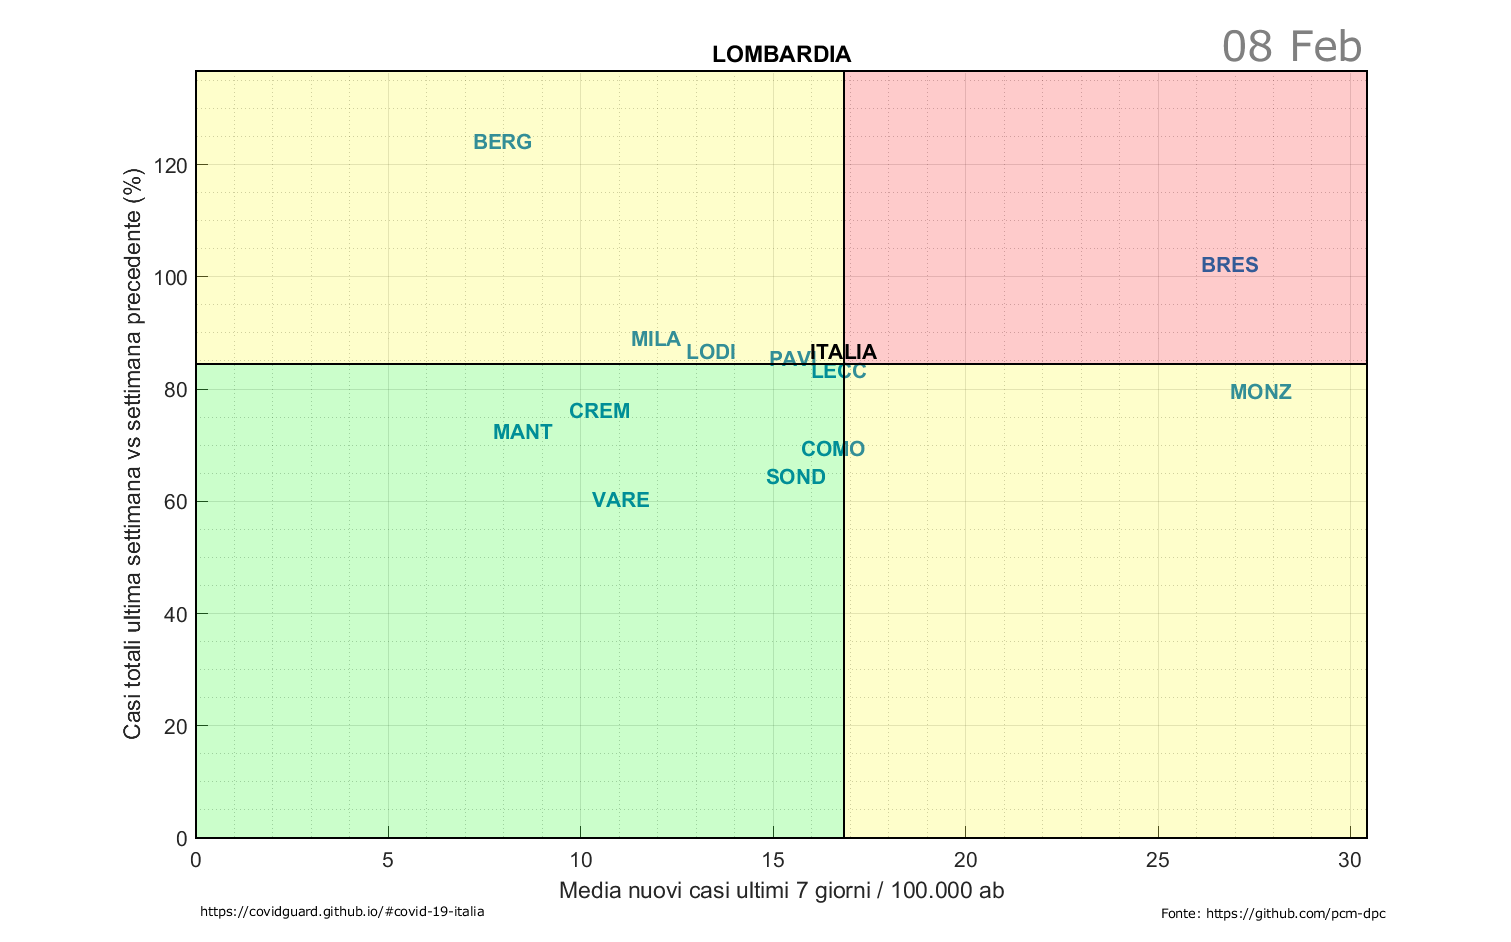 08 Feb
LOMBARDIA
BERG
120
100
BRES
MILA
LODI
ITALIA
PAVI
LECC
80
MONZ
CREM
MANT
COMO
SOND
60
VARE
40
20
0
Casi totali ultima settimana vs settimana precedente (%)
0 5 10 15 20 25 30
Media nuovi casi ultimi 7 giorni / 100.000 ab
https://covidguard.github.io/#covid-19-italia
Fonte: https://github.com/pcm-dpc